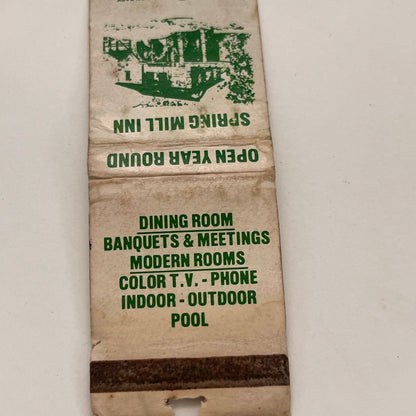 SPRING MILL INN
OPEN YEAR ROUND
DINING ROOM
BANQUETS & MEETINGS
MODERN ROOMS
COLOR T.V. - PHONE
INDOOR - OUTDOOR
POOL